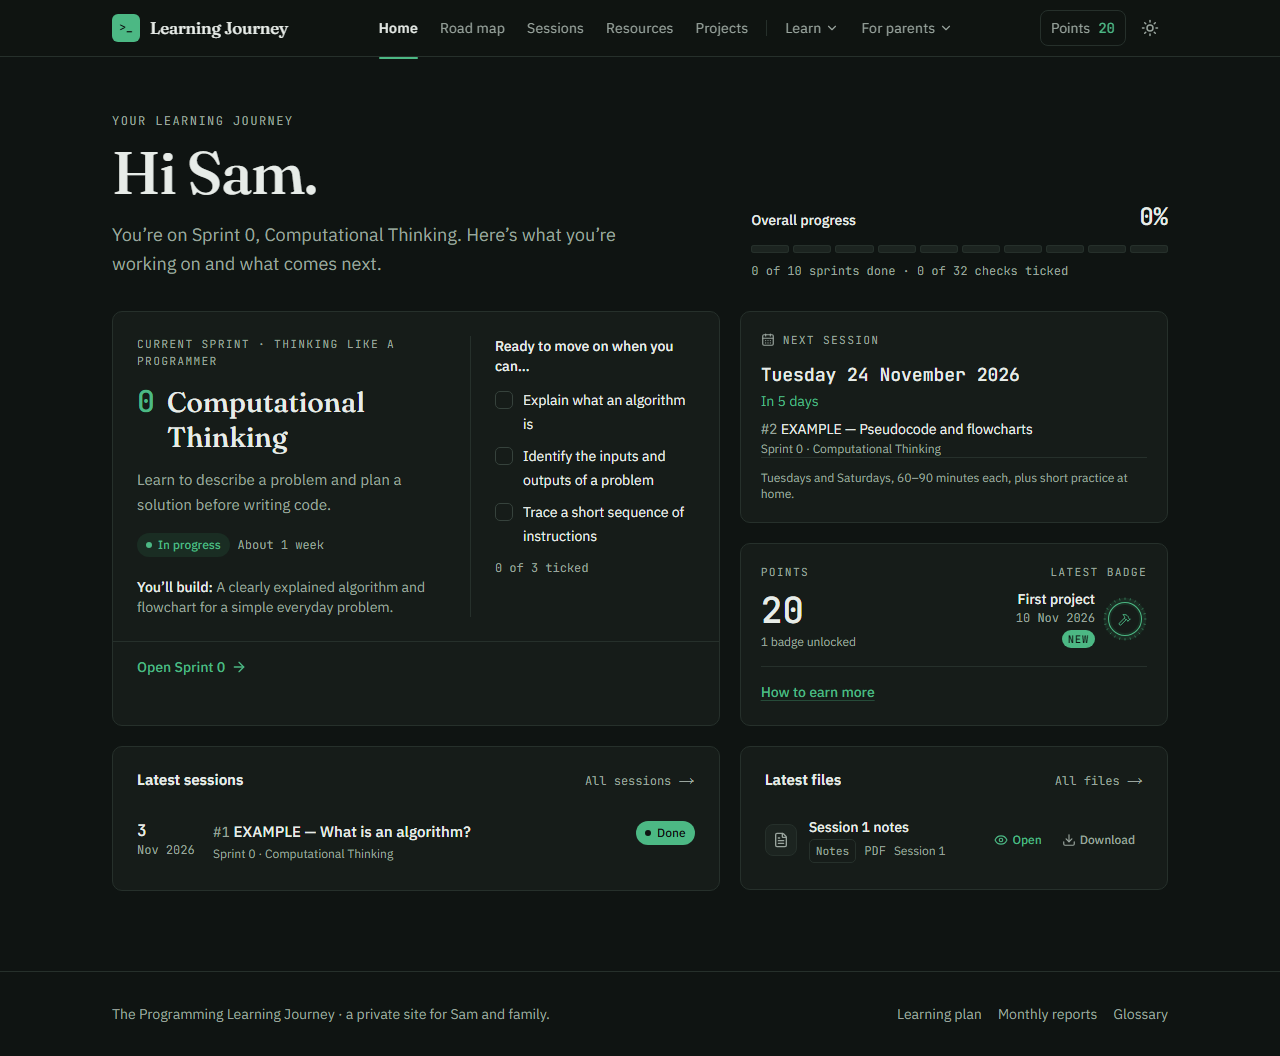 >_ Learning Journey
Home Road map Sessions Resources Projects Learn For parents
Points 20
YOUR LEARNING JOURNEY
Hi Sam.
You’re on Sprint 0, Computational Thinking. Here’s what you’re
working on and what comes next.
Overall progress 0%
0 of 10 sprints done · 0 of 32 checks ticked
CURRENT SPRINT · THINKING LIKE A
PROGRAMMER
0 Computational
Thinking
Learn to describe a problem and plan a
solution before writing code.
In progress About 1 week
You’ll build: A clearly explained algorithm and
flowchart for a simple everyday problem.
Ready to move on when you
can…
Explain what an algorithm
is
Identify the inputs and
outputs of a problem
Trace a short sequence of
instructions
0 of 3 ticked
Open Sprint 0 →
NEXT SESSION
Tuesday 24 November 2026
In 5 days
#2 EXAMPLE — Pseudocode and flowcharts
Sprint 0 · Computational Thinking
Tuesdays and Saturdays, 60–90 minutes each, plus short practice at
home.
POINTS
20
1 badge unlocked
LATEST BADGE
First project
10 Nov 2026
NEW
How to earn more
Latest sessions All sessions →
3
Nov 2026
#1 EXAMPLE — What is an algorithm?
Sprint 0 · Computational Thinking
Done
Latest files All files →
Session 1 notes
Notes PDF Session 1
Open Download
The Programming Learning Journey · a private site for Sam and family.
Learning plan Monthly reports Glossary